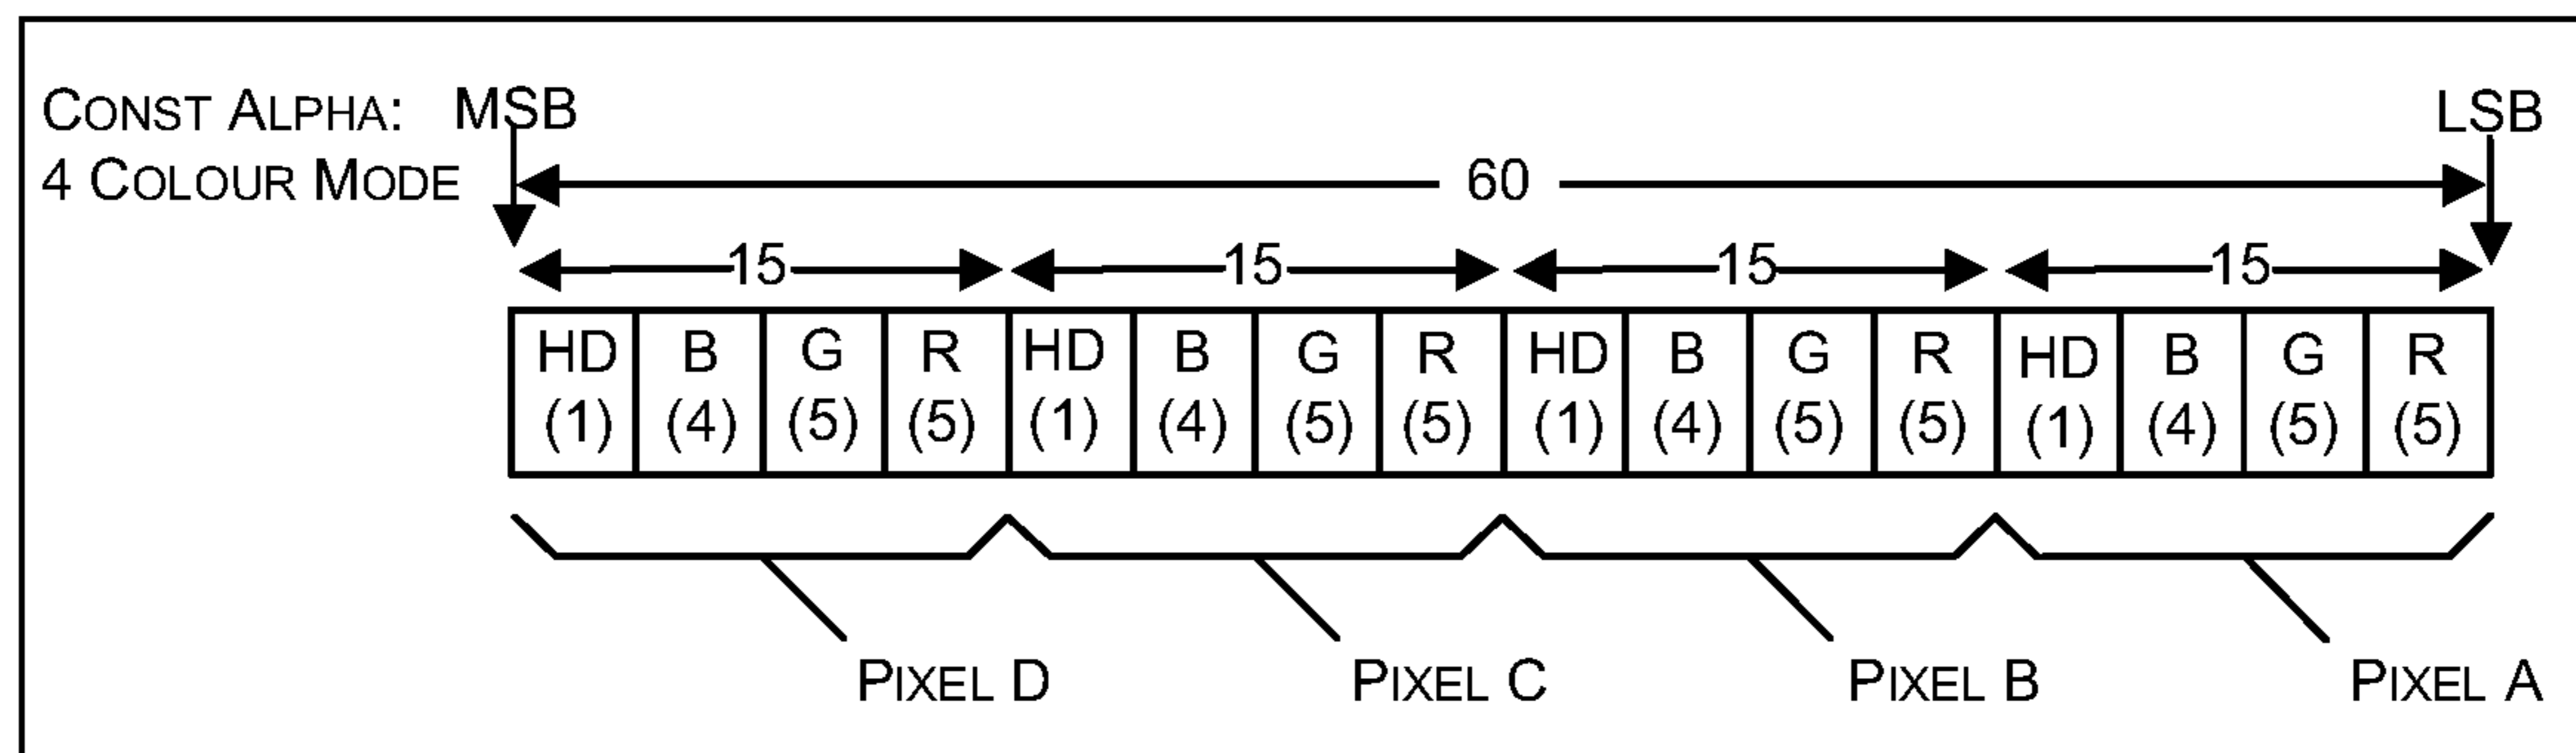 CONST ALPHA: MSB LSB
4 COLOUR MODE 60
15 15 15 15
HD B G R HD B G R HD B G R HD B G R
(1) (4) (5) (5) (1) (4) (5) (5) (1) (4) (5) (5) (1) (4) (5) (5)
PIXEL D PIXEL C PIXEL B PIXEL A